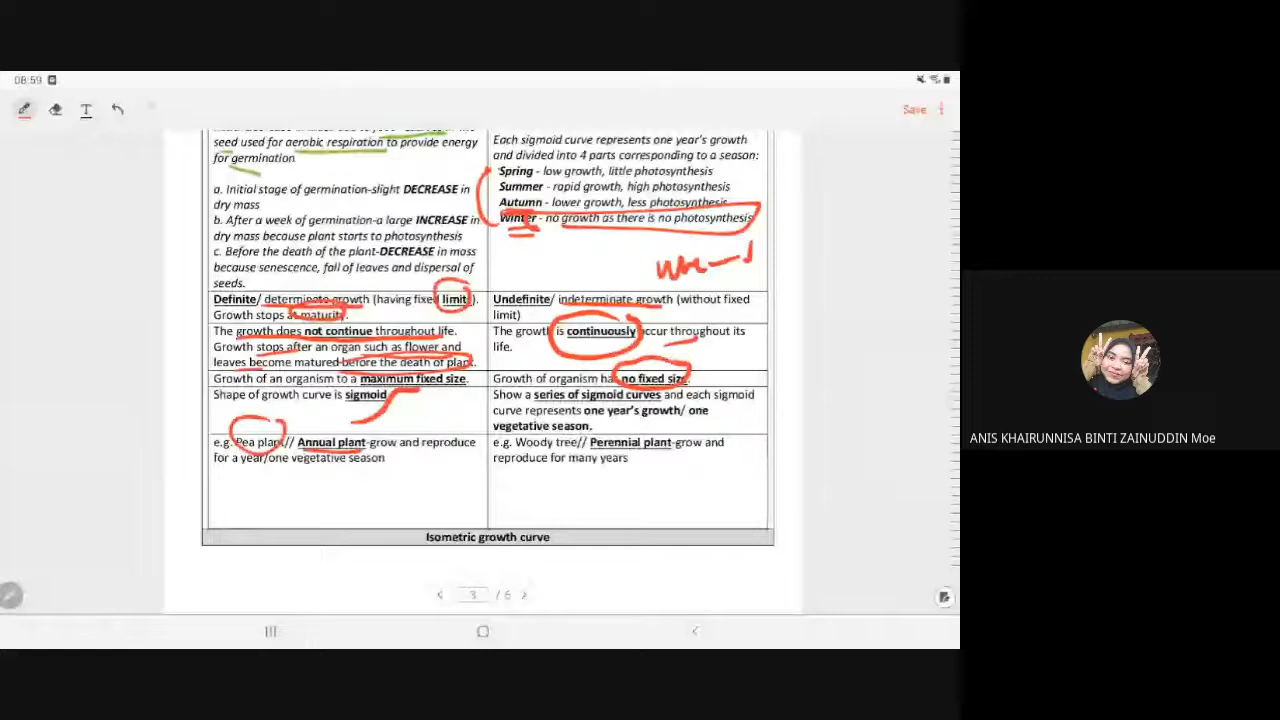 08:59
T
Save
seed used for aerobic respiration to provide energy
for germination
a. Initial stage of germination-slight DECREASE in
dry mass
b. After a week of germination-a large INCREASE in
dry mass because plant starts to photosynthesis
c. Before the death of the plant-DECREASE in mass
because senescence, fall of leaves and dispersal of
seeds.
Each sigmoid curve represents one year's growth
and divided into 4 parts corresponding to a season:
Spring - low growth, little photosynthesis
Summer - rapid growth, high photosynthesis
Autumn - lower growth, less photosynthesis
Winter - no growth as there is no photosynthesis
Definite/ determinate growth (having fixed limit).
Growth stops at maturity.
Undefinite/ indeterminate growth (without fixed
limit)
The growth does not continue throughout life.
Growth stops after an organ such as flower and
leaves become matured before the death of plant.
The growth is continuously occur throughout its
life.
Growth of an organism to a maximum fixed size.
Growth of organism has no fixed size.
Shape of growth curve is sigmoid
Show a series of sigmoid curves and each sigmoid
curve represents one year's growth/ one
vegetative season.
e.g. Pea plant// Annual plant-grow and reproduce
for a year/one vegetative season
e.g. Woody tree// Perennial plant-grow and
reproduce for many years
Isometric growth curve
3 / 6
ANIS KHAIRUNNISA BINTI ZAINUDDIN Moe